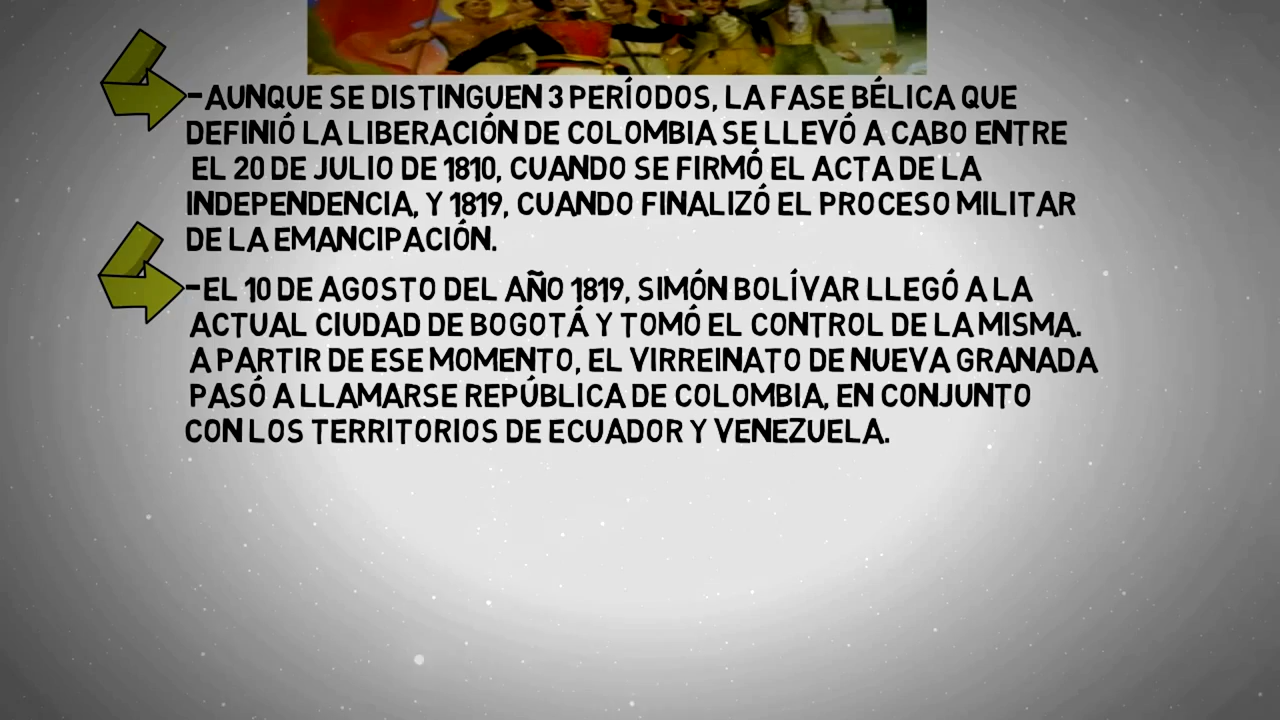 -AUNQUE SE DISTINGUEN 3 PERÍODOS, LA FASE BÉLICA QUE
DEFINIÓ LA LIBERACIÓN DE COLOMBIA SE LLEVÓ A CABO ENTRE
EL 20 DE JULIO DE 1810, CUANDO SE FIRMÓ EL ACTA DE LA
INDEPENDENCIA, Y 1819, CUANDO FINALIZÓ EL PROCESO MILITAR
DE LA EMANCIPACIÓN.
-EL 10 DE AGOSTO DEL AÑO 1819, SIMÓN BOLÍVAR LLEGÓ A LA
ACTUAL CIUDAD DE BOGOTÁ Y TOMÓ EL CONTROL DE LA MISMA.
A PARTIR DE ESE MOMENTO, EL VIRREINATO DE NUEVA GRANADA
PASÓ A LLAMARSE REPÚBLICA DE COLOMBIA, EN CONJUNTO
CON LOS TERRITORIOS DE ECUADOR Y VENEZUELA.